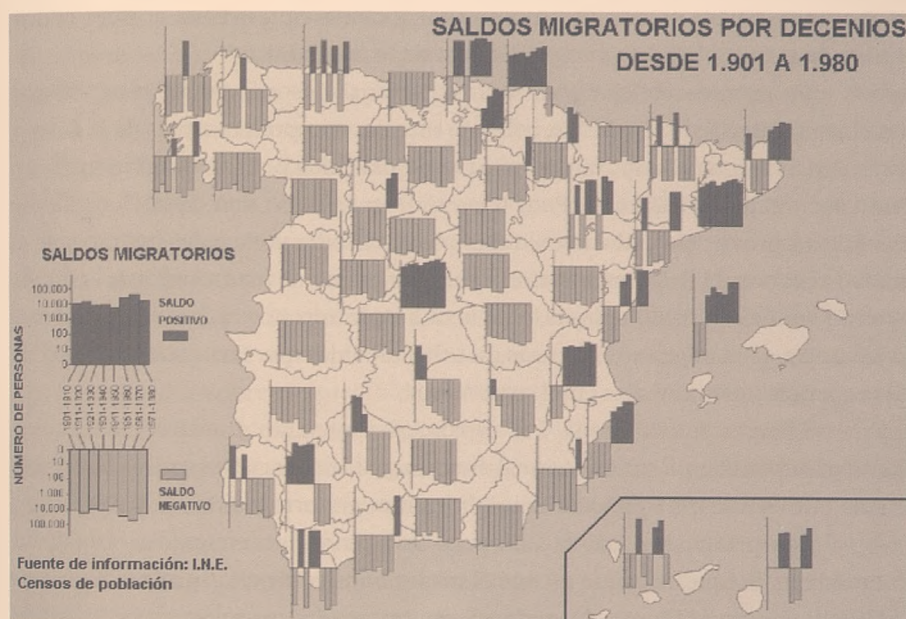 SALDOS MIGRATORIOS POR DECENIOS
DESDE 1.901 A 1.980
SALDOS MIGRATORIOS
NÚMERO DE PERSONAS
100.000
10.000
1.000
100
10
0
SALDO
POSITIVO
1901-1910
1911-1920
1921-1930
1931-1940
1941-1950
1951-1960
1961-1970
1971-1980
0
10
100
1.000
10.000
100.000
SALDO
NEGATIVO
Fuente de información: I.N.E.
Censos de población